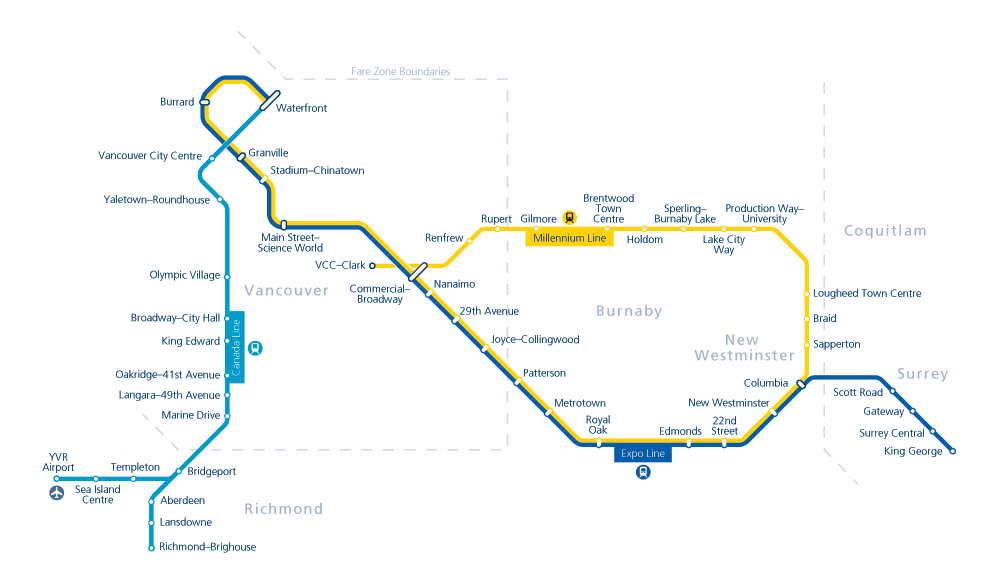 Fare Zone Boundaries
Burrard
Waterfront
Vancouver City Centre
Granville
Stadium–Chinatown
Yaletown–Roundhouse
Main Street–
Science World
VCC–Clark
Commercial–
Broadway
Renfrew
Rupert
Gilmore
Brentwood
Town
Centre
Millennium Line
Holdom
Sperling–
Burnaby Lake
Lake City
Way
Production Way–
University
Coquitlam
Olympic Village
Vancouver
Nanaimo
29th Avenue
Burnaby
Lougheed Town Centre
Braid
Sapperton
New
Westminster
Broadway–City Hall
King Edward
Canada Line
Oakridge–41st Avenue
Langara–49th Avenue
Marine Drive
Joyce–Collingwood
Patterson
Metrotown
Royal
Oak
Expo Line
Edmonds
22nd
Street
New Westminster
Columbia
Surrey
Scott Road
Gateway
Surrey Central
King George
YVR
Airport
Sea Island
Centre
Templeton
Bridgeport
Aberdeen
Lansdowne
Richmond–Brighouse
Richmond